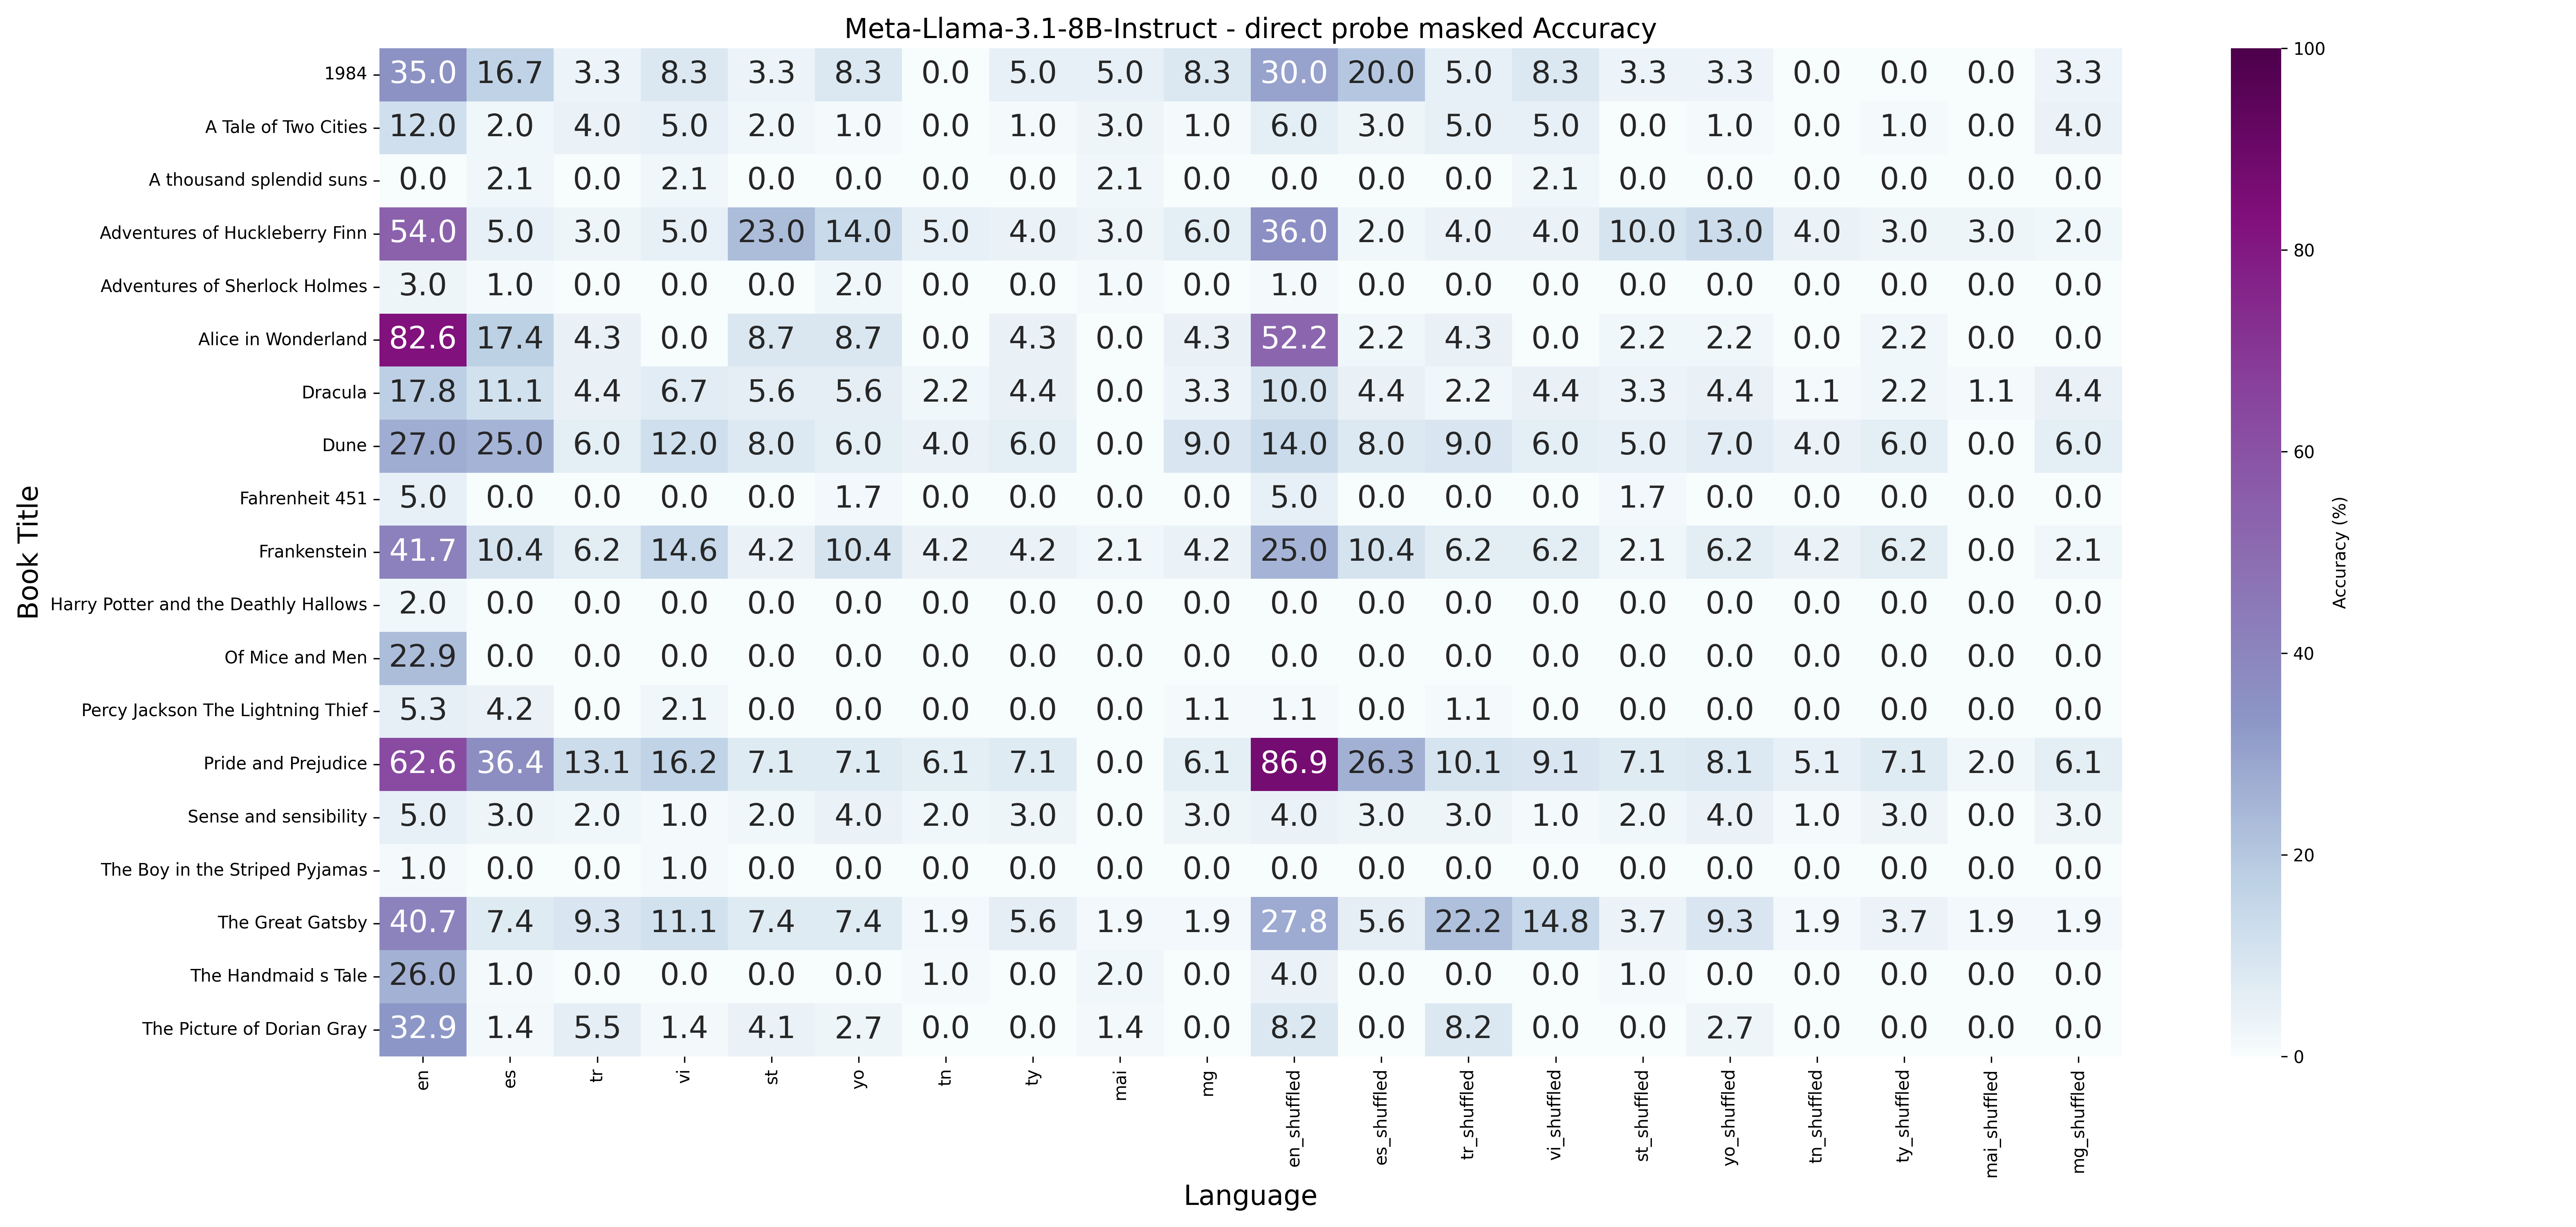 Meta-Llama-3.1-8B-Instruct - direct probe masked Accuracy
Book Title
1984 35.0 16.7 3.3 8.3 3.3 8.3 0.0 5.0 5.0 8.3 30.0 20.0 5.0 8.3 3.3 3.3 0.0 0.0 0.0 3.3
A Tale of Two Cities 12.0 2.0 4.0 5.0 2.0 1.0 0.0 1.0 3.0 1.0 6.0 3.0 5.0 5.0 0.0 1.0 0.0 1.0 0.0 4.0
A thousand splendid suns 0.0 2.1 0.0 2.1 0.0 0.0 0.0 0.0 2.1 0.0 0.0 0.0 0.0 2.1 0.0 0.0 0.0 0.0 0.0 0.0
Adventures of Huckleberry Finn 54.0 5.0 3.0 5.0 23.0 14.0 5.0 4.0 3.0 6.0 36.0 2.0 4.0 4.0 10.0 13.0 4.0 3.0 3.0 2.0
Adventures of Sherlock Holmes 3.0 1.0 0.0 0.0 0.0 2.0 0.0 0.0 1.0 0.0 1.0 0.0 0.0 0.0 0.0 0.0 0.0 0.0 0.0 0.0
Alice in Wonderland 82.6 17.4 4.3 0.0 8.7 8.7 0.0 4.3 0.0 4.3 52.2 2.2 4.3 0.0 2.2 2.2 0.0 2.2 0.0 0.0
Dracula 17.8 11.1 4.4 6.7 5.6 5.6 2.2 4.4 0.0 3.3 10.0 4.4 2.2 4.4 3.3 4.4 1.1 2.2 1.1 4.4
Dune 27.0 25.0 6.0 12.0 8.0 6.0 4.0 6.0 0.0 9.0 14.0 8.0 9.0 6.0 5.0 7.0 4.0 6.0 0.0 6.0
Fahrenheit 451 5.0 0.0 0.0 0.0 0.0 1.7 0.0 0.0 0.0 0.0 5.0 0.0 0.0 0.0 1.7 0.0 0.0 0.0 0.0 0.0
Frankenstein 41.7 10.4 6.2 14.6 4.2 10.4 4.2 4.2 2.1 4.2 25.0 10.4 6.2 6.2 2.1 6.2 4.2 6.2 0.0 2.1
Harry Potter and the Deathly Hallows 2.0 0.0 0.0 0.0 0.0 0.0 0.0 0.0 0.0 0.0 0.0 0.0 0.0 0.0 0.0 0.0 0.0 0.0 0.0 0.0
Of Mice and Men 22.9 0.0 0.0 0.0 0.0 0.0 0.0 0.0 0.0 0.0 0.0 0.0 0.0 0.0 0.0 0.0 0.0 0.0 0.0 0.0
Percy Jackson The Lightning Thief 5.3 4.2 0.0 2.1 0.0 0.0 0.0 0.0 0.0 1.1 1.1 0.0 1.1 0.0 0.0 0.0 0.0 0.0 0.0 0.0
Pride and Prejudice 62.6 36.4 13.1 16.2 7.1 7.1 6.1 7.1 0.0 6.1 86.9 26.3 10.1 9.1 7.1 8.1 5.1 7.1 2.0 6.1
Sense and sensibility 5.0 3.0 2.0 1.0 2.0 4.0 2.0 3.0 0.0 3.0 4.0 3.0 3.0 1.0 2.0 4.0 1.0 3.0 0.0 3.0
The Boy in the Striped Pyjamas 1.0 0.0 0.0 1.0 0.0 0.0 0.0 0.0 0.0 0.0 0.0 0.0 0.0 0.0 0.0 0.0 0.0 0.0 0.0 0.0
The Great Gatsby 40.7 7.4 9.3 11.1 7.4 7.4 1.9 5.6 1.9 1.9 27.8 5.6 22.2 14.8 3.7 9.3 1.9 3.7 1.9 1.9
The Handmaid s Tale 26.0 1.0 0.0 0.0 0.0 0.0 1.0 0.0 2.0 0.0 4.0 0.0 0.0 0.0 1.0 0.0 0.0 0.0 0.0 0.0
The Picture of Dorian Gray 32.9 1.4 5.5 1.4 4.1 2.7 0.0 0.0 1.4 0.0 8.2 0.0 8.2 0.0 0.0 2.7 0.0 0.0 0.0 0.0
en es tr vi st yo tn ty mai mg en_shuffled es_shuffled tr_shuffled vi_shuffled st_shuffled yo_shuffled tn_shuffled ty_shuffled mai_shuffled mg_shuffled
Language
100
80
60
40
20
0
Accuracy (%)